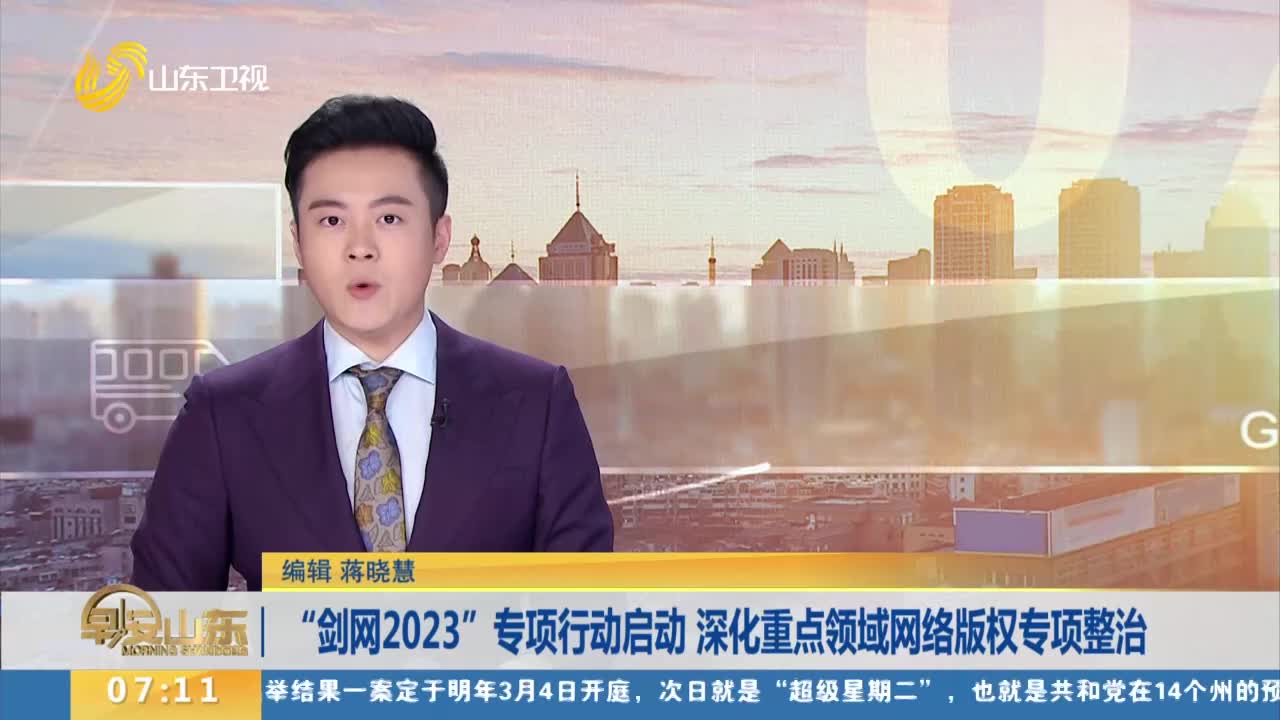 山东卫视
G
编辑 蒋晓慧
“剑网2023”专项行动启动 深化重点领域网络版权专项整治
早安山东
MORNING SHANDONG
07:11
举结果一案定于明年3月4日开庭，次日就是“超级星期二”，也就是共和党在14个州的预